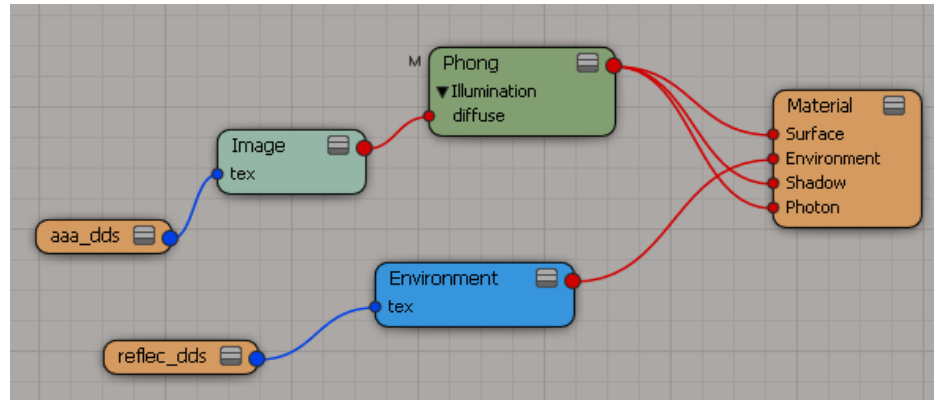 M
Phong
▼Illumination
diffuse
Material
Surface
Environment
Shadow
Photon
Image
tex
aaa_dds
Environment
tex
reflec_dds